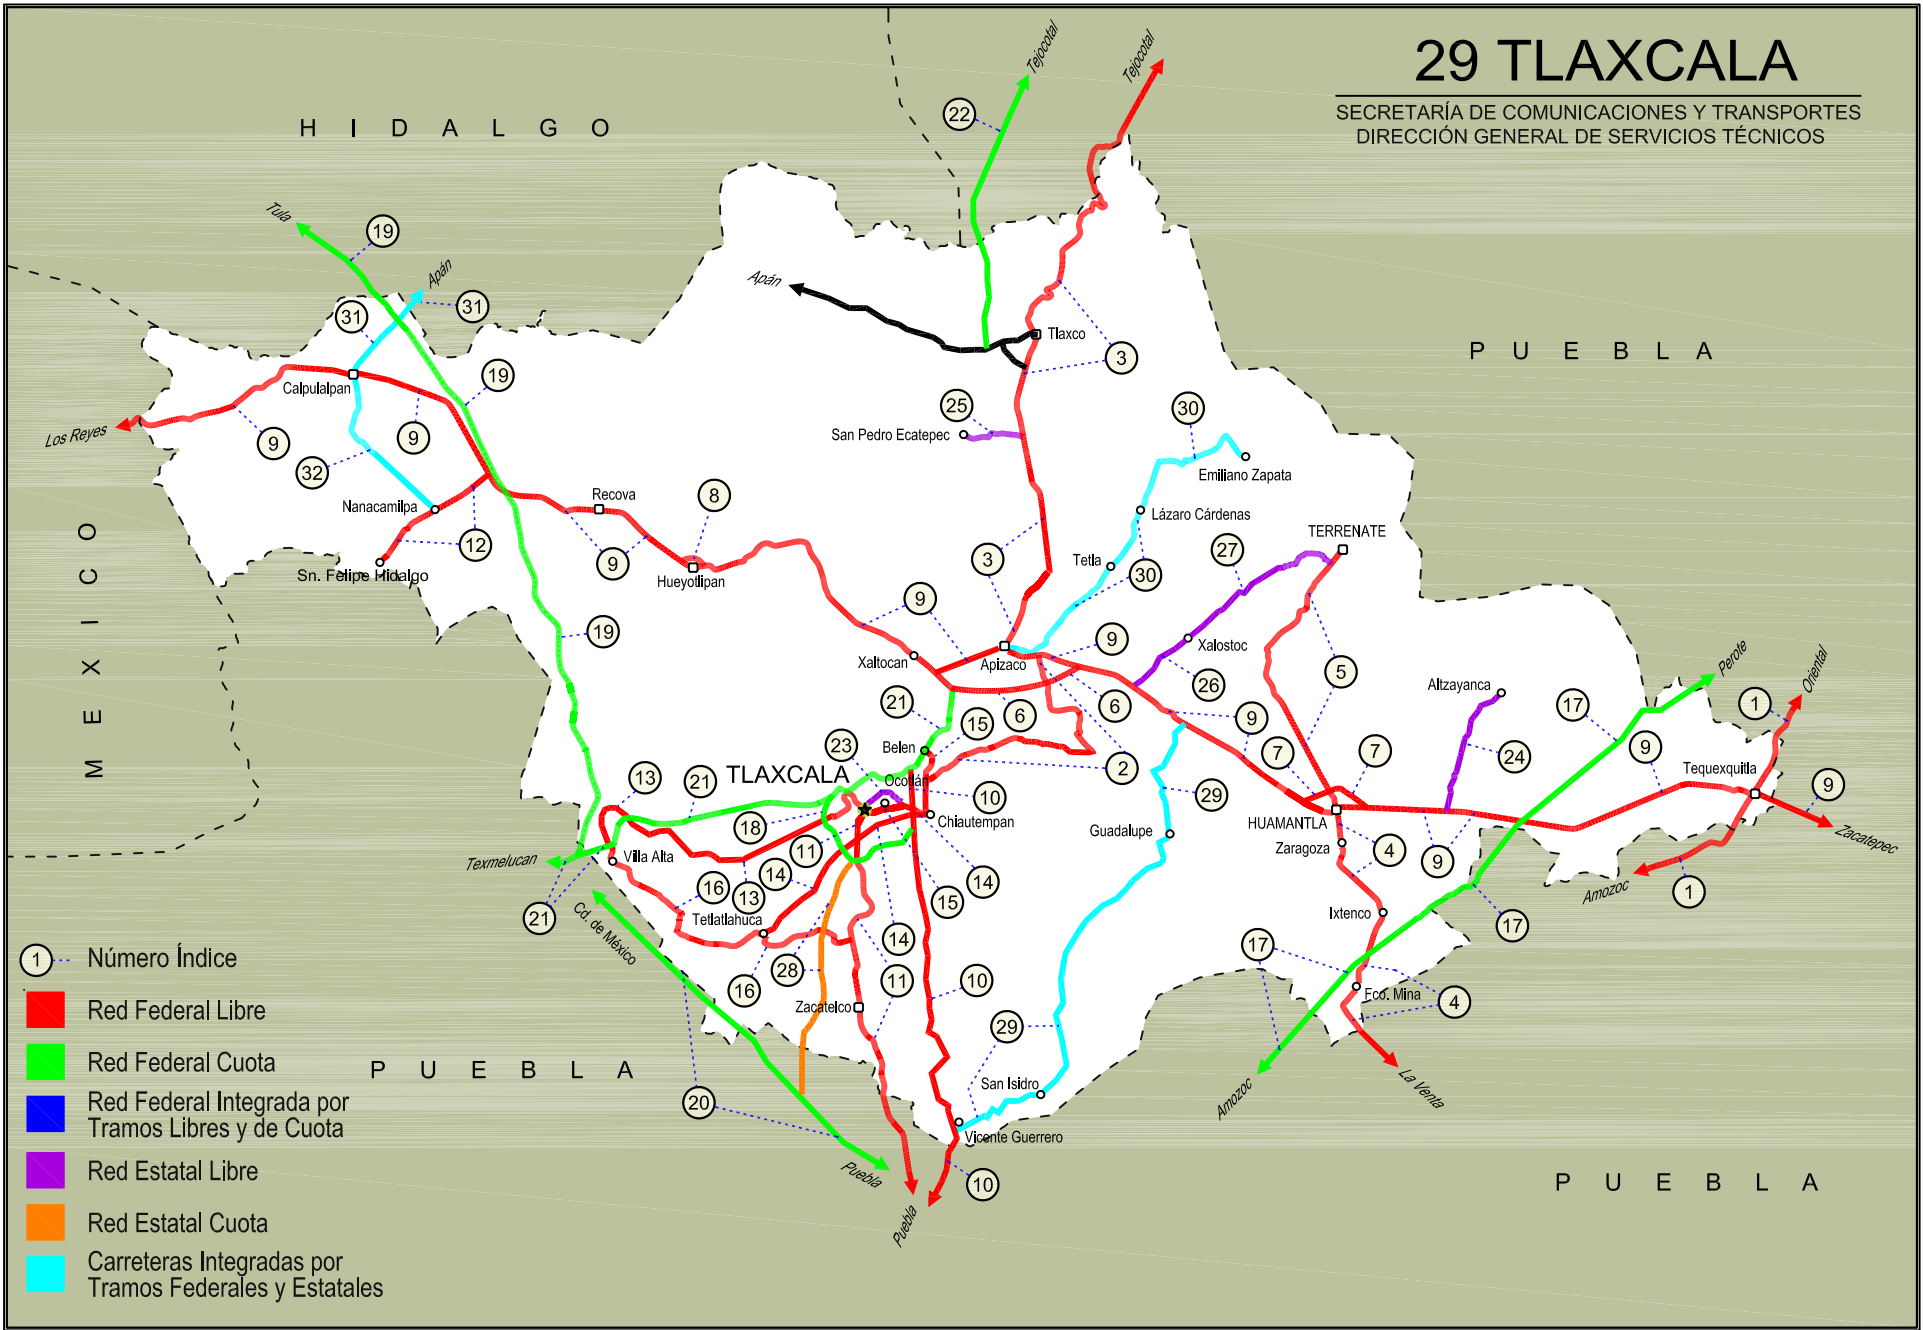 29 TLAXCALA
SECRETARÍA DE COMUNICACIONES Y TRANSPORTES
DIRECCIÓN GENERAL DE SERVICIOS TÉCNICOS
Tejocotal
Tejocotal
22
HIDALGO
Tula
19
Apán
31
31
Apán
Tlaxco
3
PUEBLA
Calpulalpan
19
Los Reyes
9
9
32
25
San Pedro Ecatepec
30
Emiliano Zapata
Recova
8
Nanacamilpa
Lázaro Cárdenas
12
9
Sn. Felipe Hidalgo
Hueyotlipan
3
Tetla
30
27
TERRENATE
MEXICO
19
9
Xaltocan
Apizaco
9
Xalostoc
26
5
Altzayanca
Perote
Oriental
1
17
21
6
6
9
15
Belen
23
2
7
7
24
9
Tequexquitla
9
TLAXCALA
Ocotlán
13
21
10
29
18
Chiautempan
HUAMANTLA
Zacatepec
Guadalupe
Zaragoza
4
9
11
Texmelucan
Villa Alta
16
14
13
15
14
Amozoc
1
21
Cd. de México
Tetlatlahuca
14
Ixtenco
17
17
28
16
11
10
Zacatelco
Fco. Mina
4
29
1
Número Índice
Red Federal Libre
Red Federal Cuota
Red Federal Integrada por
Tramos Libres y de Cuota
Red Estatal Libre
Red Estatal Cuota
Carreteras Integradas por
Tramos Federales y Estatales
PUEBLA
20
San Isidro
Vicente Guerrero
Amozoc
La Venta
Puebla
10
Puebla
PUEBLA